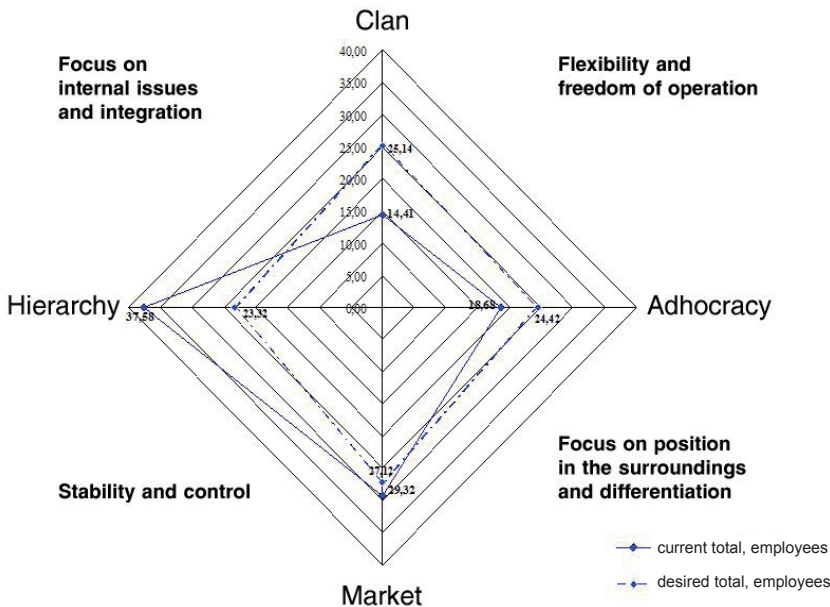 Clan
Focus on
internal issues
and integration
Flexibility and
freedom of operation
40,00
35,00
30,00
25,00
20,00
15,00
10,00
5,00
0,00
25,14
14,41
Hierarchy
37,58
23,32
18,68
24,42
Adhocracy
27,12
29,32
Stability and control
Focus on position
in the surroundings
and differentiation
Market
current total, employees
desired total, employees